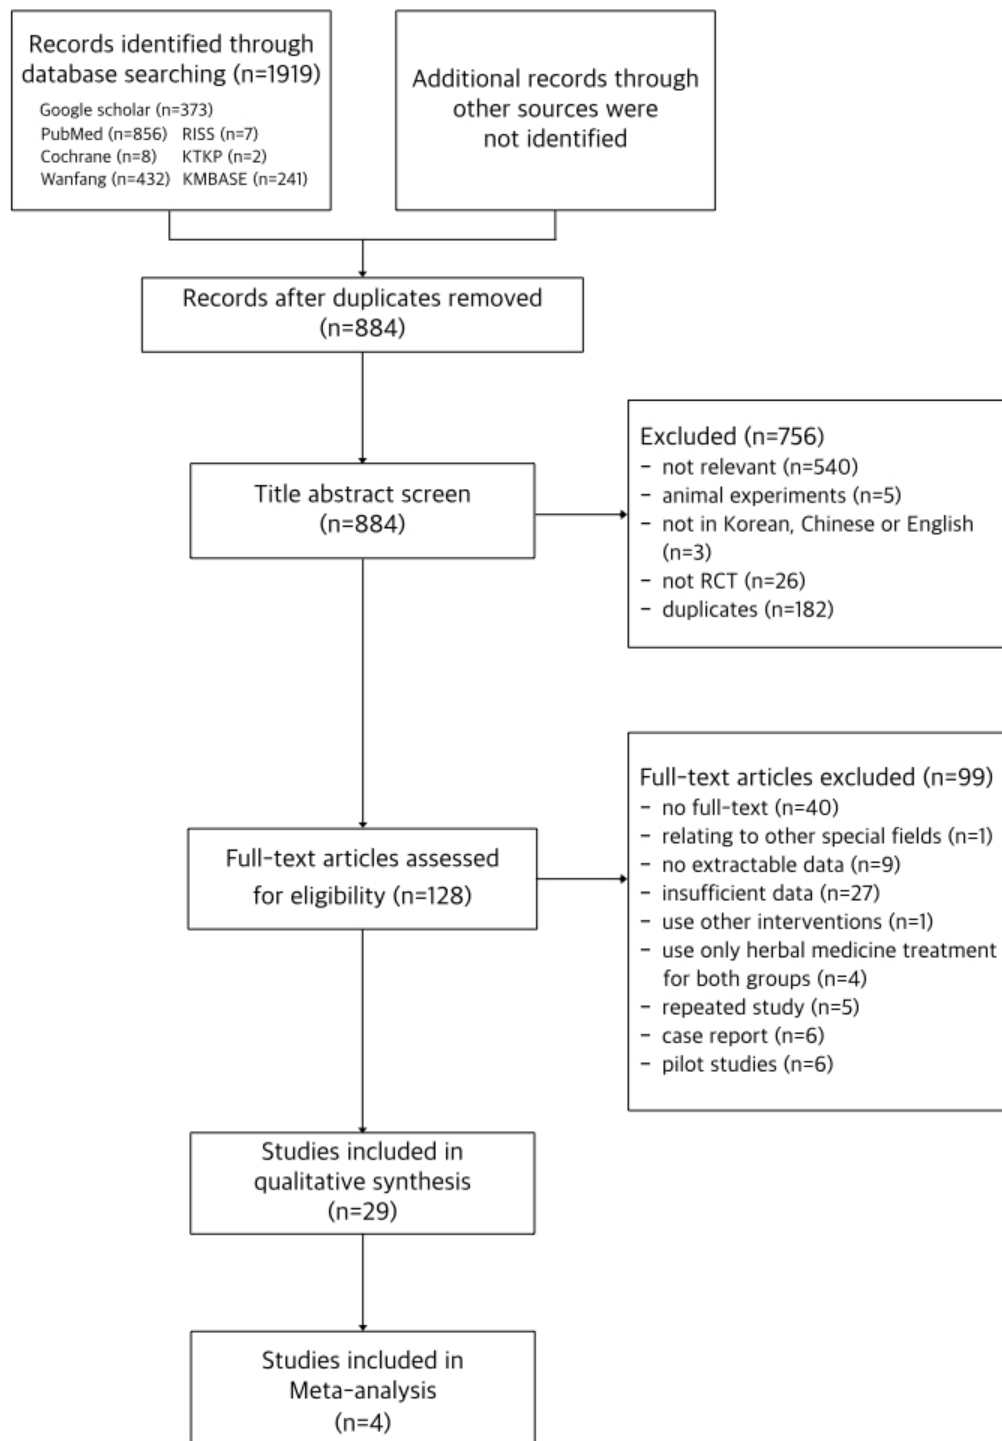 Records identified through
database searching (n=1919)
Google scholar (n=373)
PubMed (n=856) RISS (n=7)
Cochrane (n=8) KTKP (n=2)
Wanfang (n=432) KMBASE (n=241)
Additional records through
other sources were
not identified
Records after duplicates removed
(n=884)
Title abstract screen
(n=884)
Excluded (n=756)
– not relevant (n=540)
– animal experiments (n=5)
– not in Korean, Chinese or English
(n=3)
– not RCT (n=26)
– duplicates (n=182)
Full-text articles assessed
for eligibility (n=128)
Full-text articles excluded (n=99)
– no full-text (n=40)
– relating to other special fields (n=1)
– no extractable data (n=9)
– insufficient data (n=27)
– use other interventions (n=1)
– use only herbal medicine treatment
for both groups (n=4)
– repeated study (n=5)
– case report (n=6)
– pilot studies (n=6)
Studies included in
qualitative synthesis
(n=29)
Studies included in
Meta-analysis
(n=4)